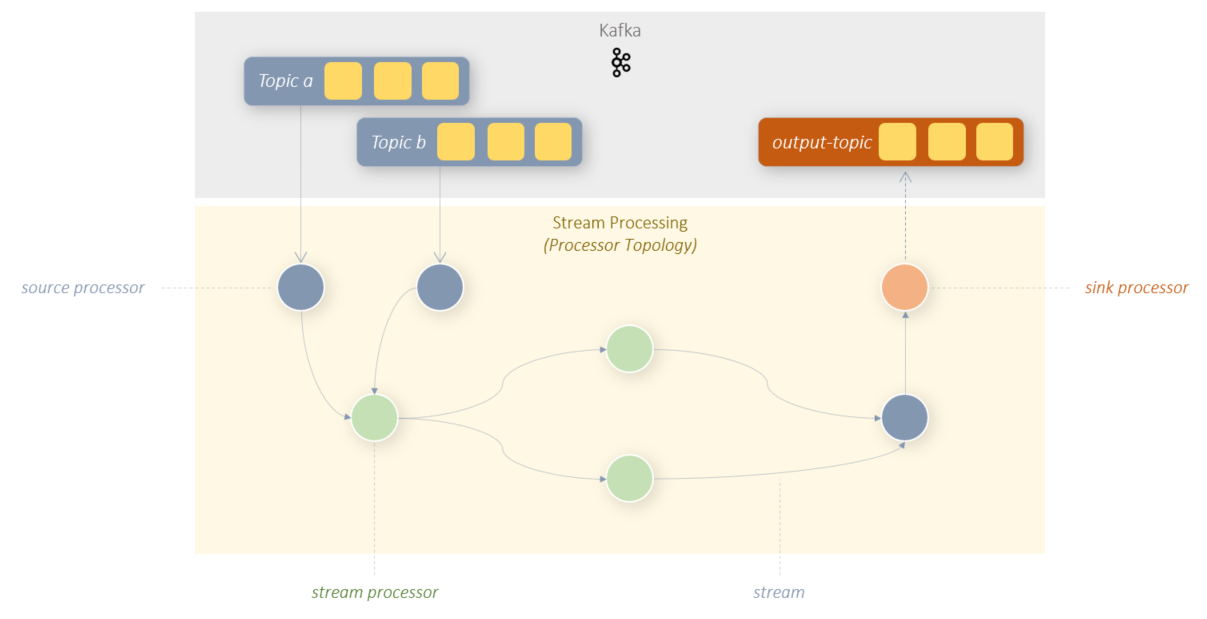 Kafka
Topic a
Topic b
output-topic
Stream Processing
(Processor Topology)
source processor
sink processor
stream processor
stream